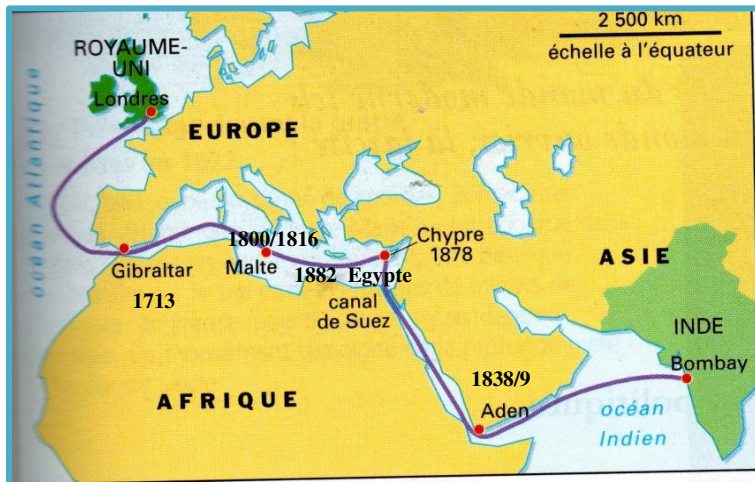 2 500 km
échelle à l'équateur
ROYAUME-
UNI
Londres
océan Atlantique
EUROPE
Gibraltar
1713
1800/1816
Malte
1882 Egypte
canal
de Suez
Chypre
1878
ASIE
INDE
Bombay
1838/9
Aden
AFRIQUE
océan
Indien